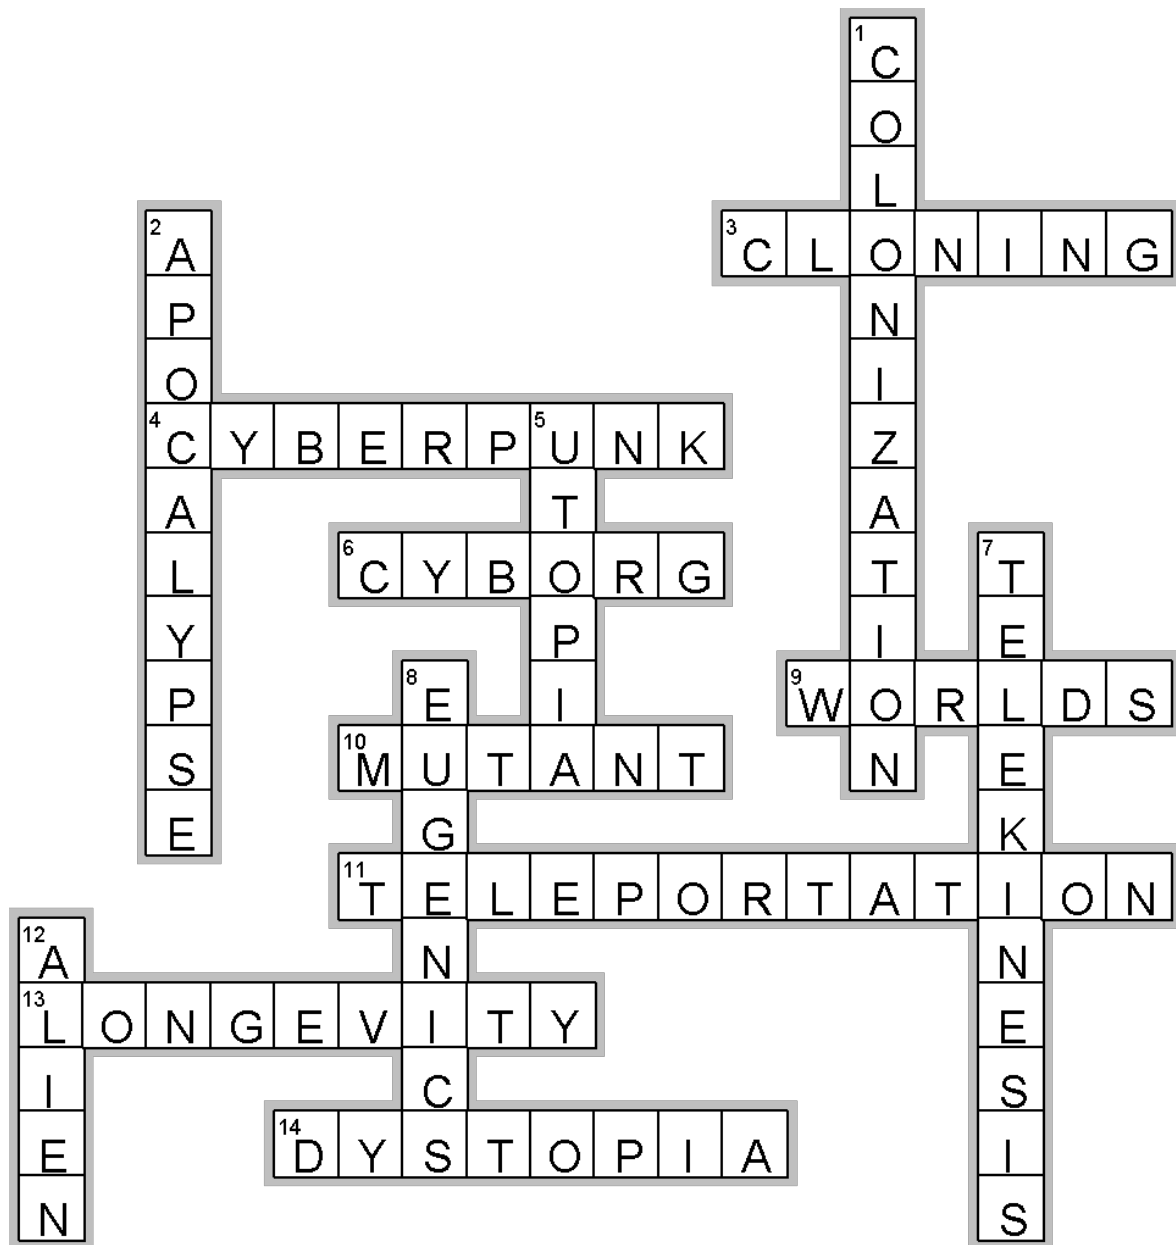 1 COLONIZATION
2 APOCALYPSE
3 CLONING
4 CYBERPUNK
5 UTOPIA
6 CYBORG
7 TELEKINESIS
8 EUGENICS
9 WORLDS
10 MUTANT
11 TELEPORTATION
12 ALIEN
13 LONGEVITY
14 DYSTOPIA